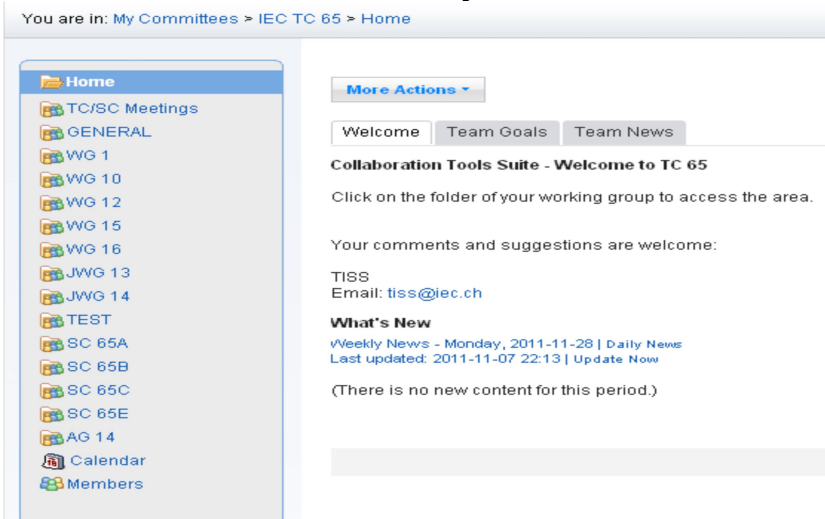 You are in: My Committees > IEC TC 65 > Home
Home
TC/SC Meetings
GENERAL
WG 1
WG 10
WG 12
WG 15
WG 16
JWG 13
JWG 14
TEST
SC 65A
SC 65B
SC 65C
SC 65E
AG 14
Calendar
Members
More Actions
Welcome Team Goals Team News
Collaboration Tools Suite - Welcome to TC 65
Click on the folder of your working group to access the area.
Your comments and suggestions are welcome:
TISS
Email: tiss@iec.ch
What's New
Weekly News - Monday, 2011-11-28 | Daily News
Last updated: 2011-11-07 22:13 | Update Now
(There is no new content for this period.)